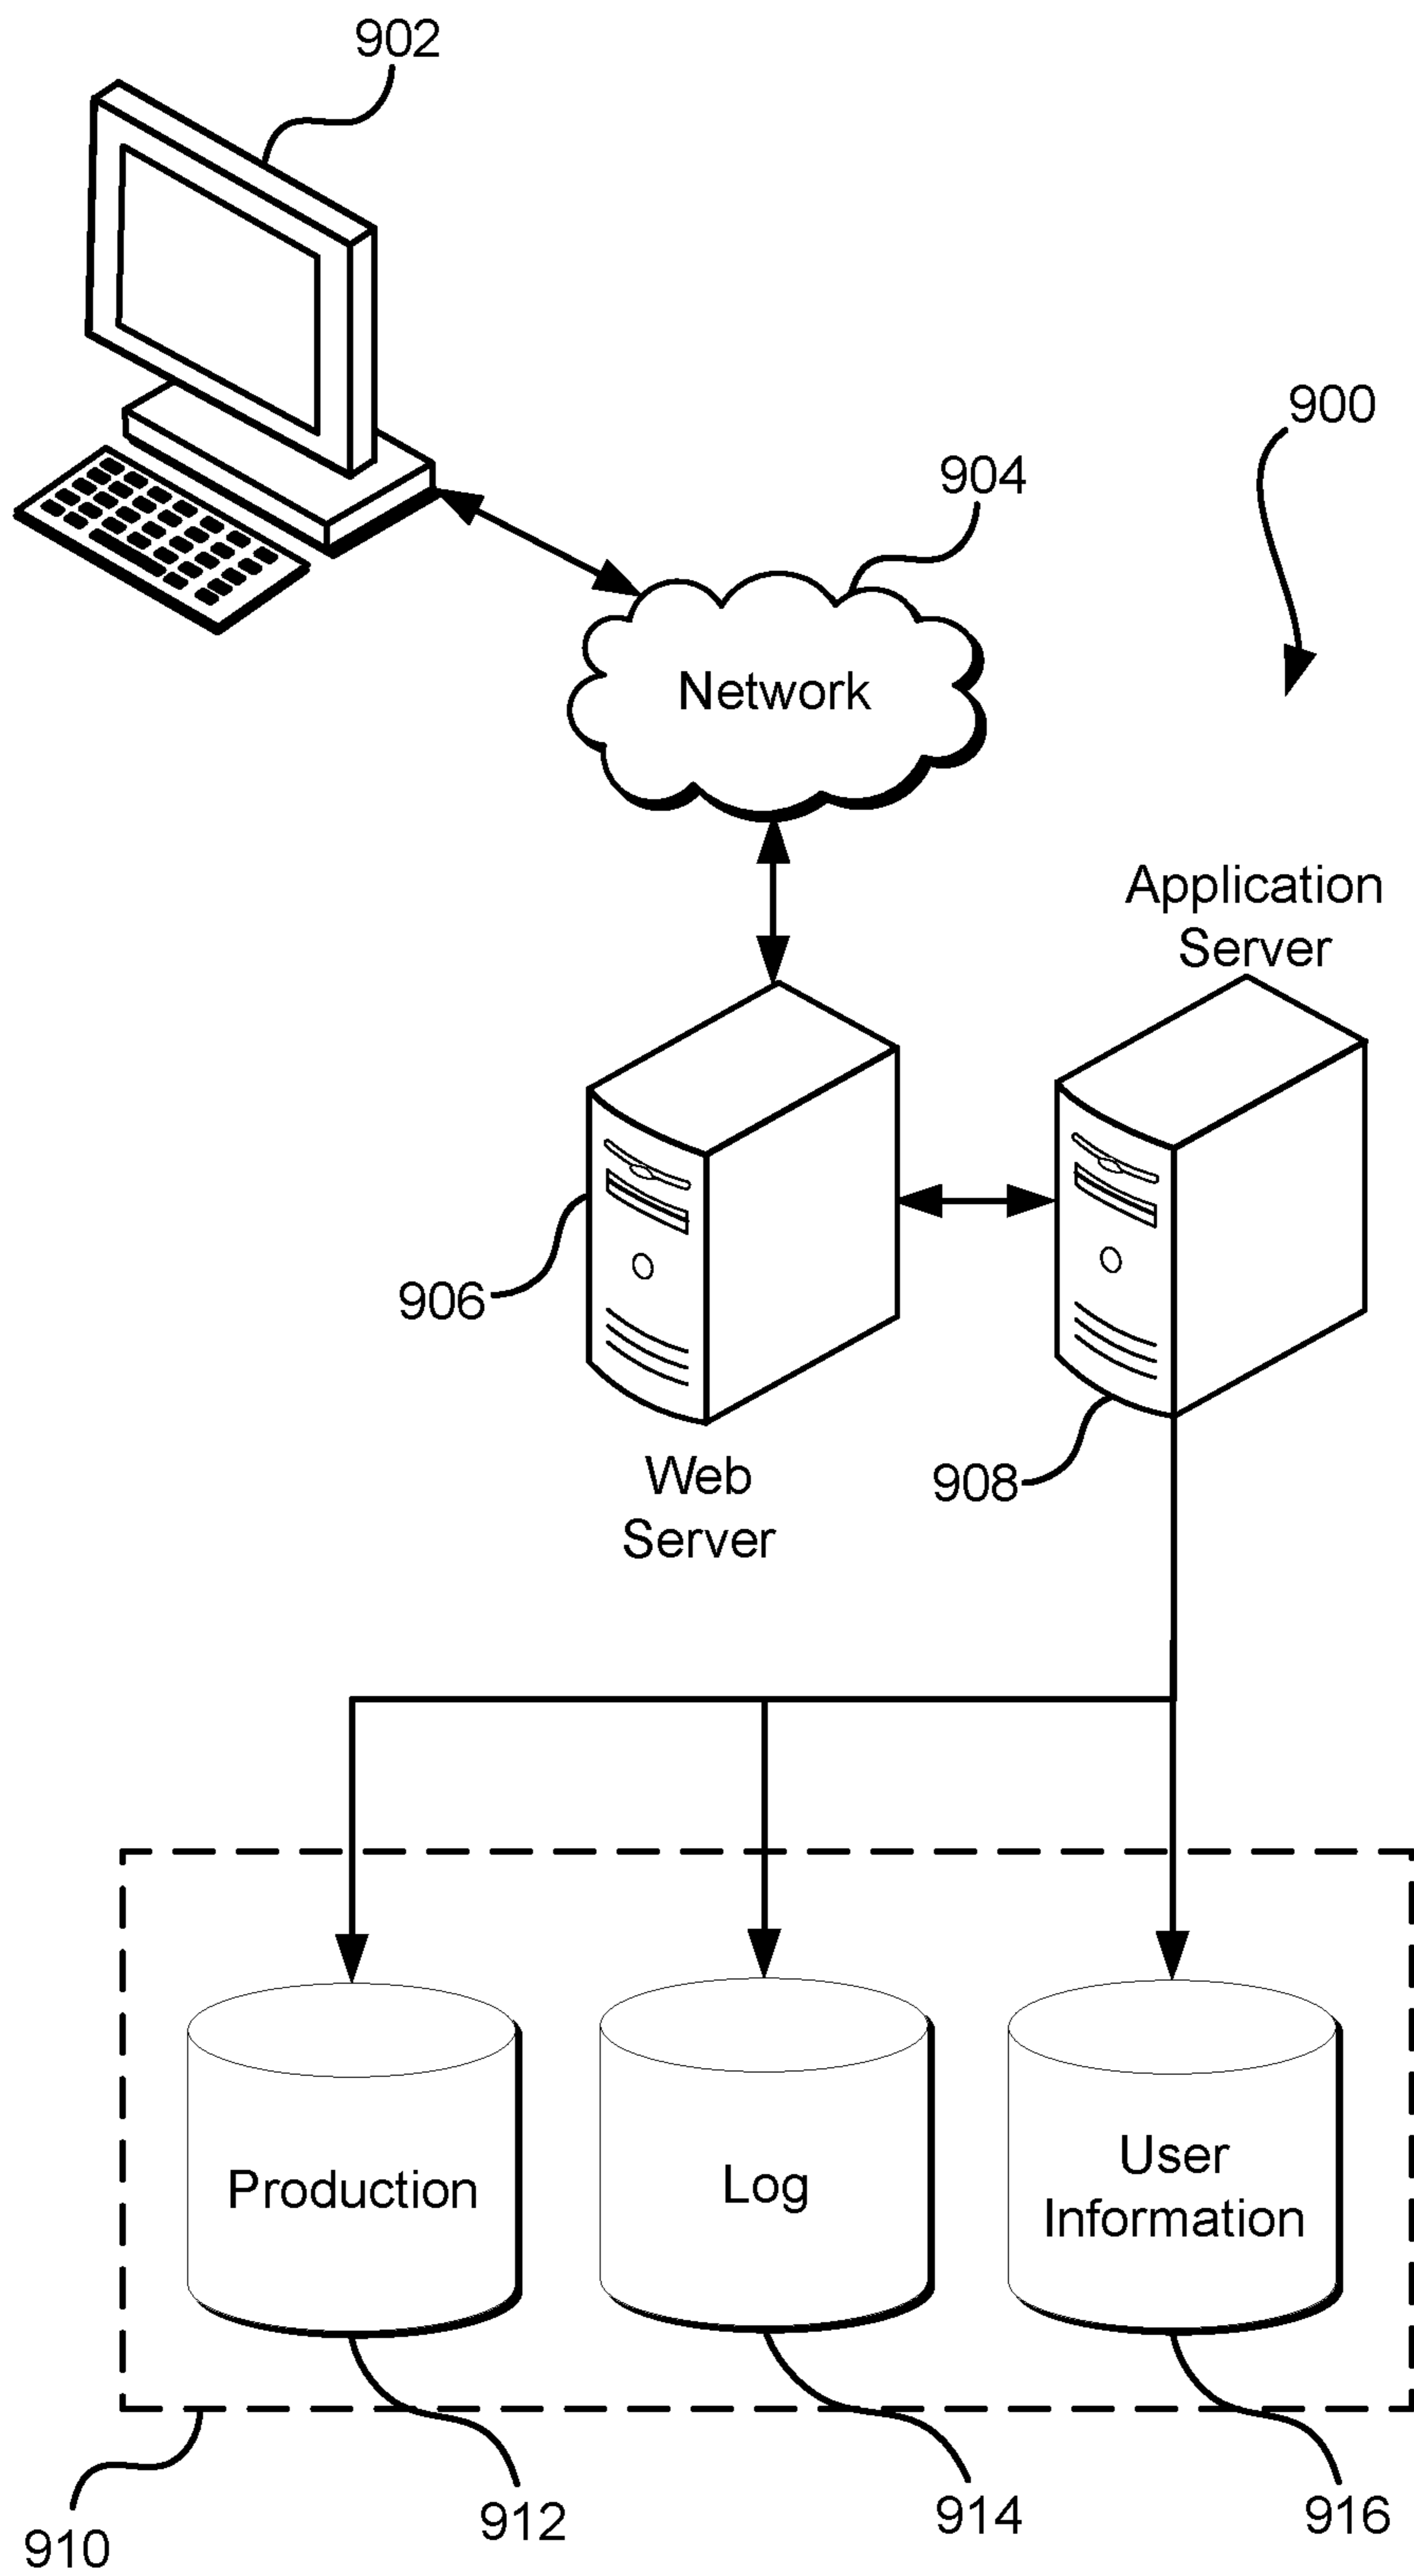 902
900
904
Network
Application
Server
906
Web
Server
908
Production
Log
User
Information
910
912
914
916